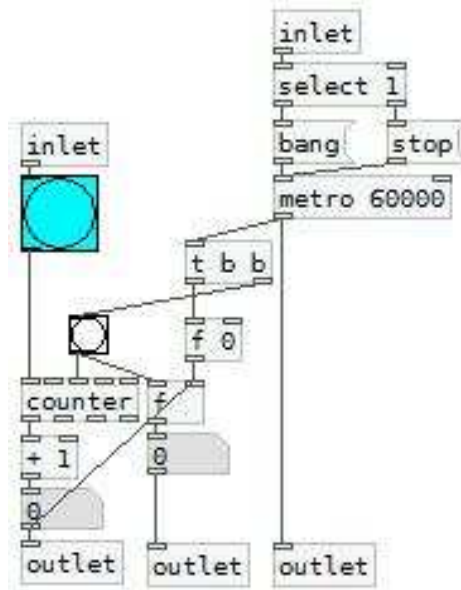 inlet
select 1
bang
stop
inlet
metro 60000
t b b
f 0
counter
f
+ 1
0
0
outlet
outlet
outlet